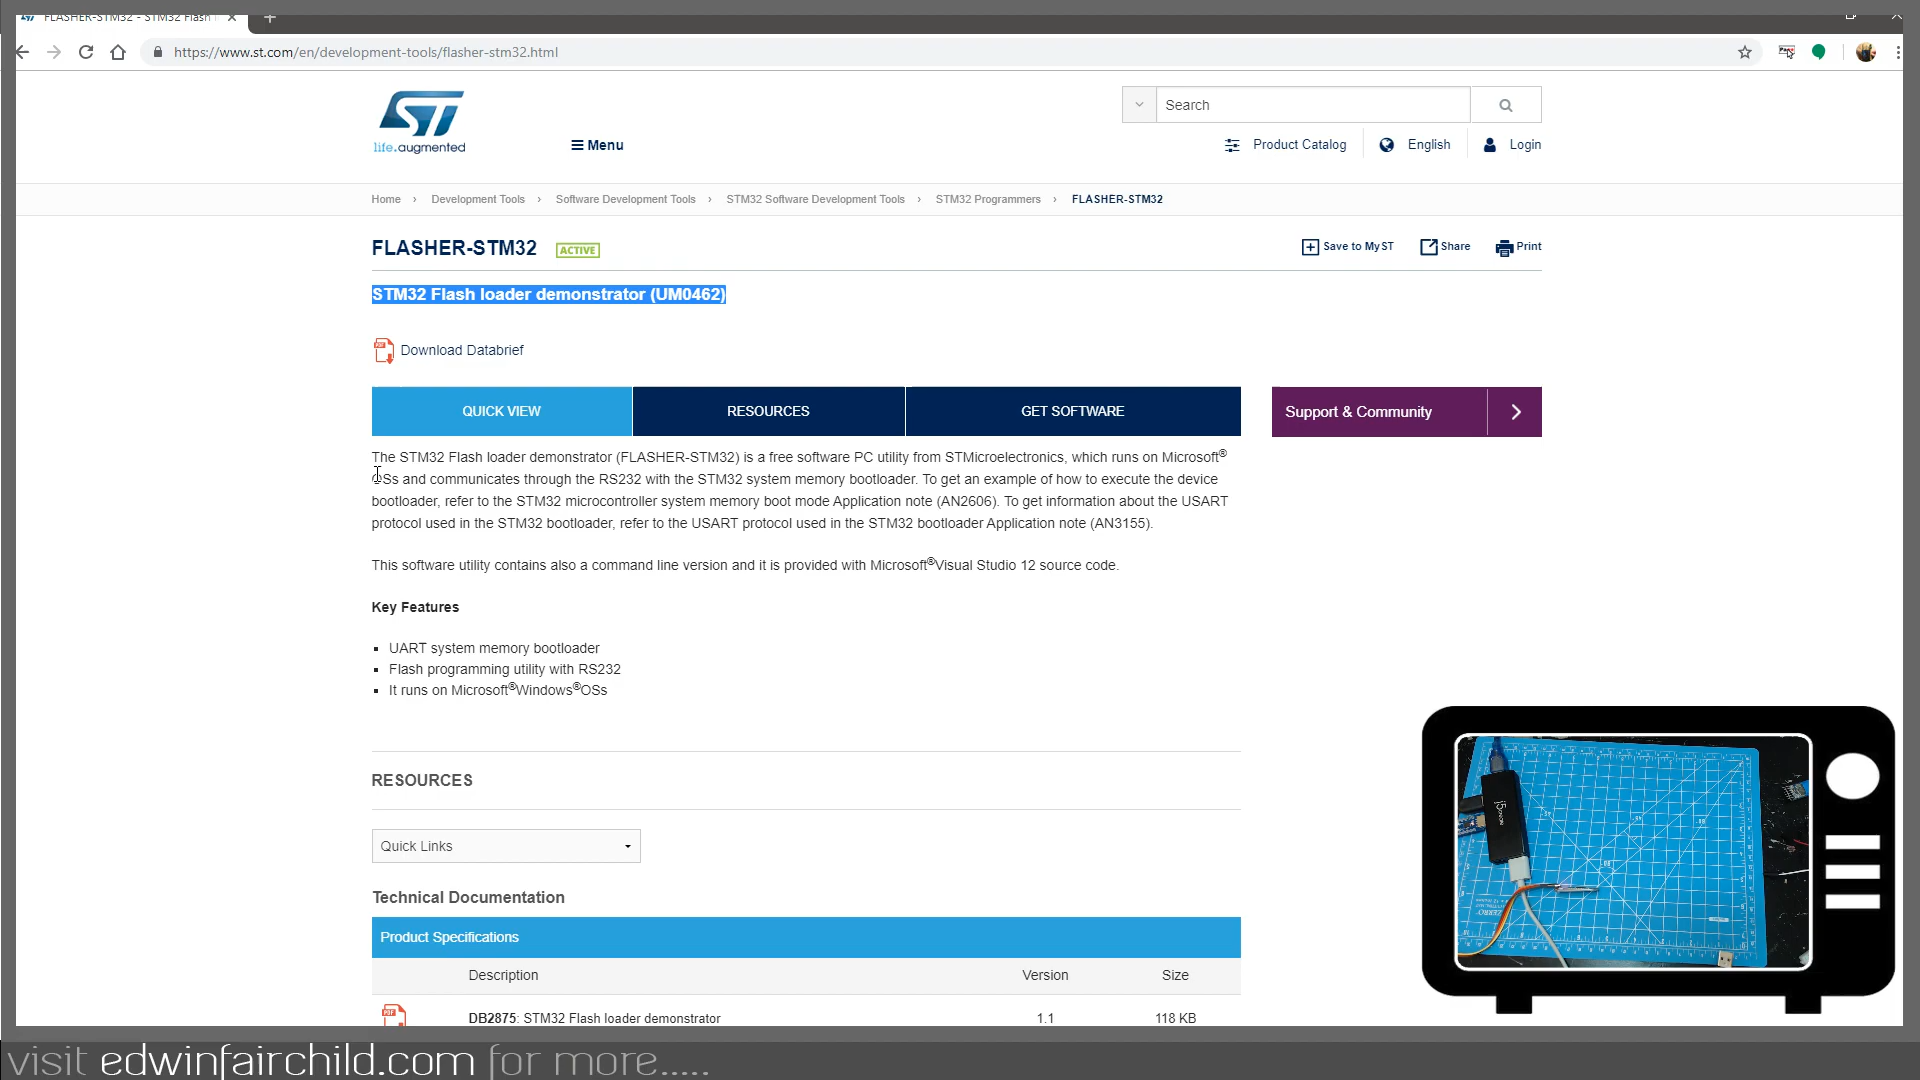 FLASHER-STM32 - STM32 Flash l
https://www.st.com/en/development-tools/flasher-stm32.html
ST
life.augmented
Menu
Search
Product Catalog
English
Login
Home › Development Tools › Software Development Tools › STM32 Software Development Tools › STM32 Programmers › FLASHER-STM32
FLASHER-STM32 ACTIVE
Save to MyST Share Print
STM32 Flash loader demonstrator (UM0462)
Download Databrief
QUICK VIEW RESOURCES GET SOFTWARE
Support & Community
The STM32 Flash loader demonstrator (FLASHER-STM32) is a free software PC utility from STMicroelectronics, which runs on Microsoft®
OSs and communicates through the RS232 with the STM32 system memory bootloader. To get an example of how to execute the device
bootloader, refer to the STM32 microcontroller system memory boot mode Application note (AN2606). To get information about the USART
protocol used in the STM32 bootloader, refer to the USART protocol used in the STM32 bootloader Application note (AN3155).
This software utility contains also a command line version and it is provided with Microsoft®Visual Studio 12 source code.
Key Features
▪ UART system memory bootloader
▪ Flash programming utility with RS232
▪ It runs on Microsoft®Windows®OSs
RESOURCES
Quick Links
Technical Documentation
Product Specifications
Description Version Size
DB2875: STM32 Flash loader demonstrator 1.1 118 KB
visit edwinfairchild.com for more.....